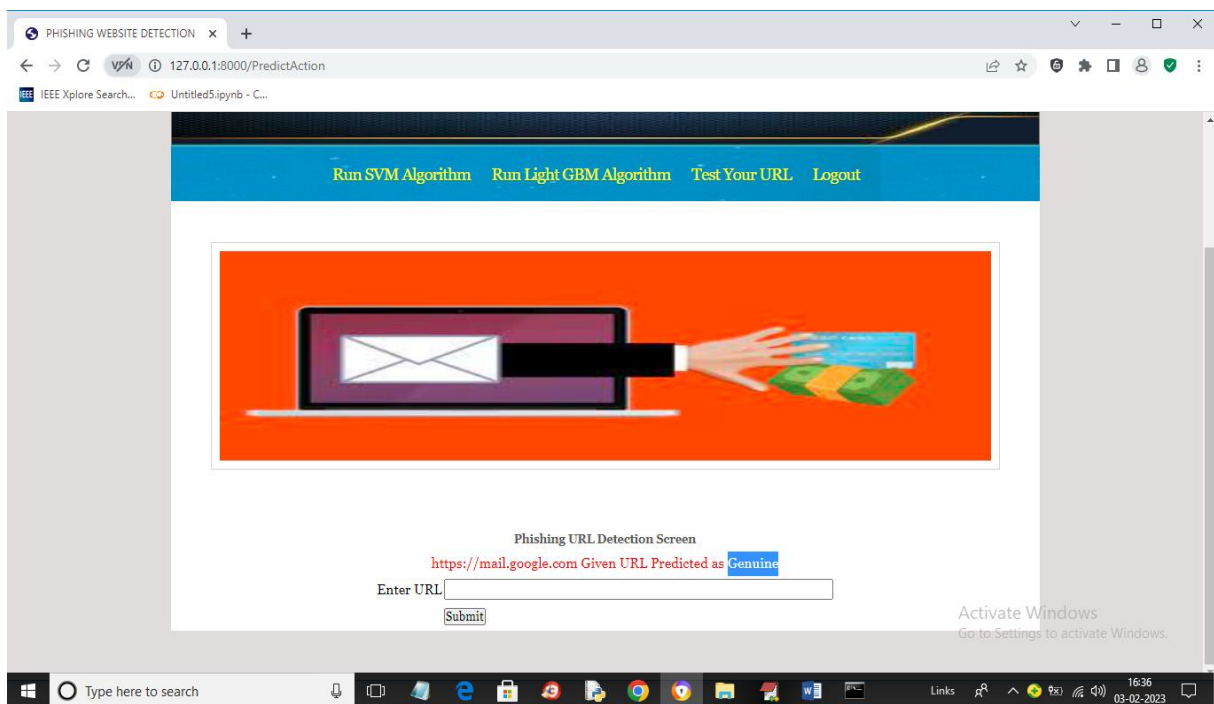 PHISHING WEBSITE DETECTION
127.0.0.1:8000/PredictAction
IEEE Xplore Search... Untitled5.ipynb - C...
Run SVM Algorithm Run Light GBM Algorithm Test Your URL Logout
Phishing URL Detection Screen
https://mail.google.com Given URL Predicted as Genuine
Enter URL
Submit
Activate Windows
Go to Settings to activate Windows.
Type here to search
Links
16:36
03-02-2023